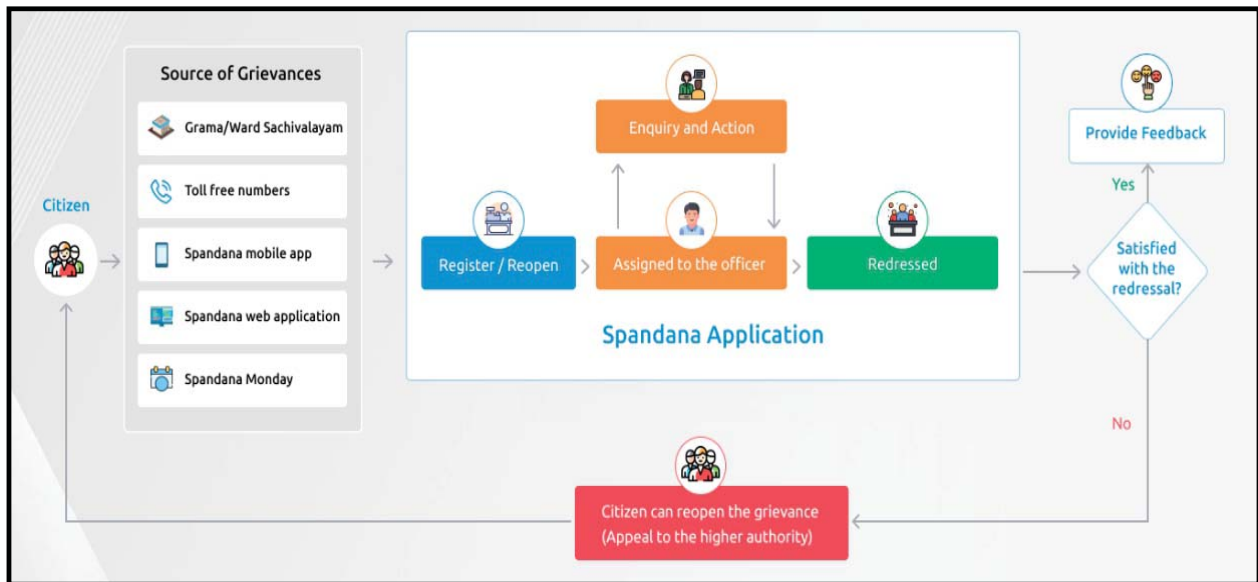 Citizen
Source of Grievances
Grama/Ward Sachivalayam
Toll free numbers
Spandana mobile app
Spandana web application
Spandana Monday
Enquiry and Action
Register / Reopen
Assigned to the officer
Redressed
Spandana Application
Provide Feedback
Yes
Satisfied
with the
redressal?
No
Citizen can reopen the grievance
(Appeal to the higher authority)